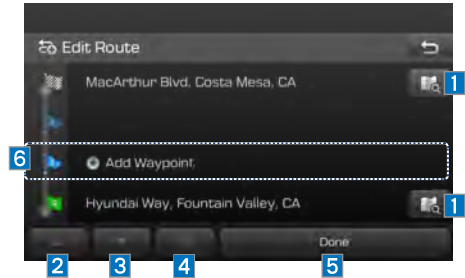 Edit Route
MacArthur Blvd, Costa Mesa, CA
1
6
Add Waypoint
Hyundai Way, Fountain Valley, CA
1
Done
2
3
4
5